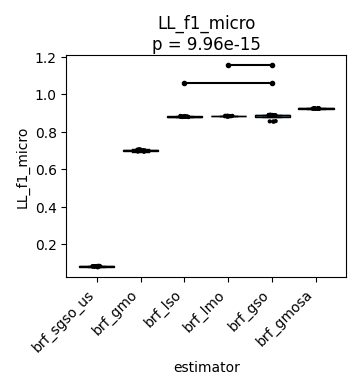 LL_f1_micro
p = 9.96e-15
LL_f1_micro
1.2
1.0
0.8
0.6
0.4
0.2
brf_sgso_us
brf_gmo
brf_lso
brf_lmo
brf_gso
brf_gmosa
estimator